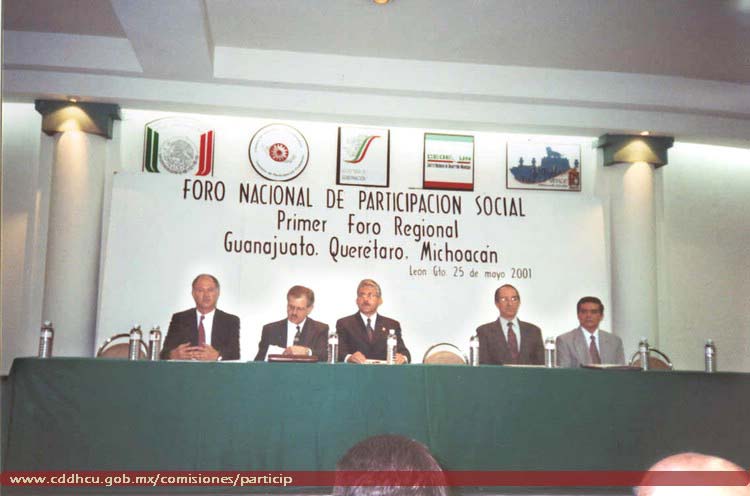 FORO NACIONAL DE PARTICIPACION SOCIAL
Primer Foro Regional
Guanajuato. Querétaro. Michoacán
León Gto. 25 de mayo 2001
www.cddhcu.gob.mx/comisiones/particip